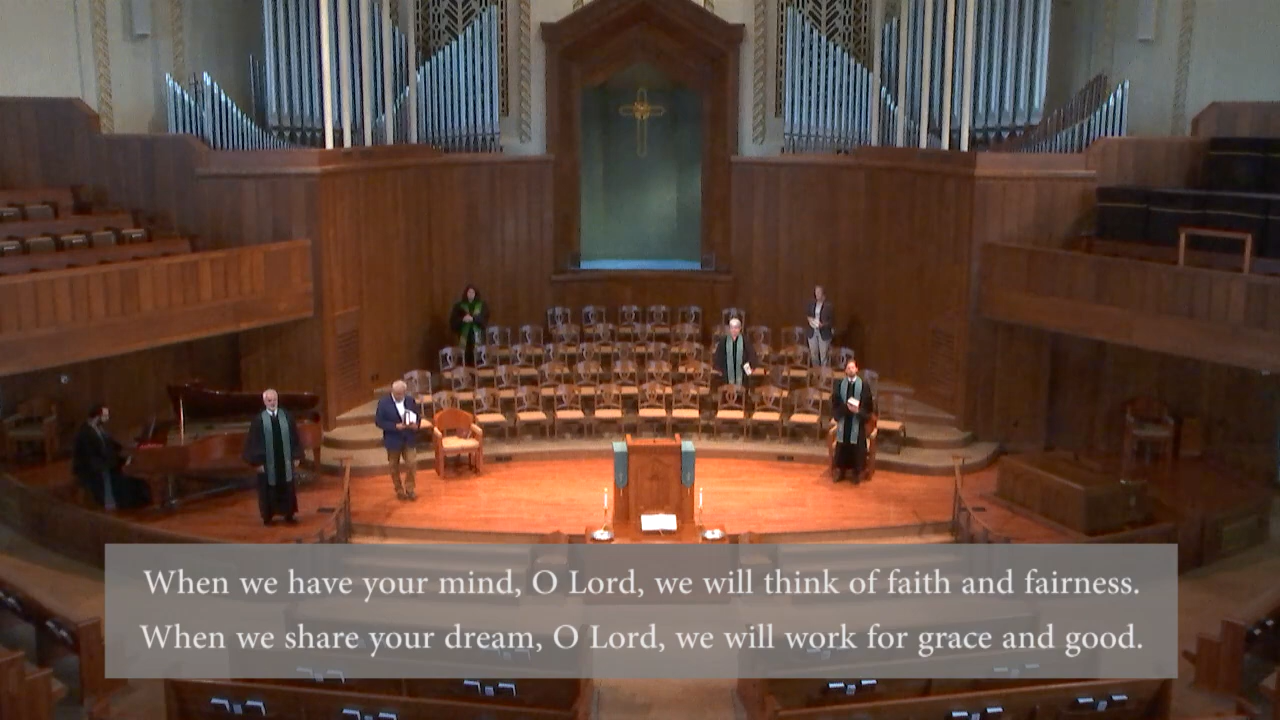 When we have your mind, O Lord, we will think of faith and fairness.
When we share your dream, O Lord, we will work for grace and good.